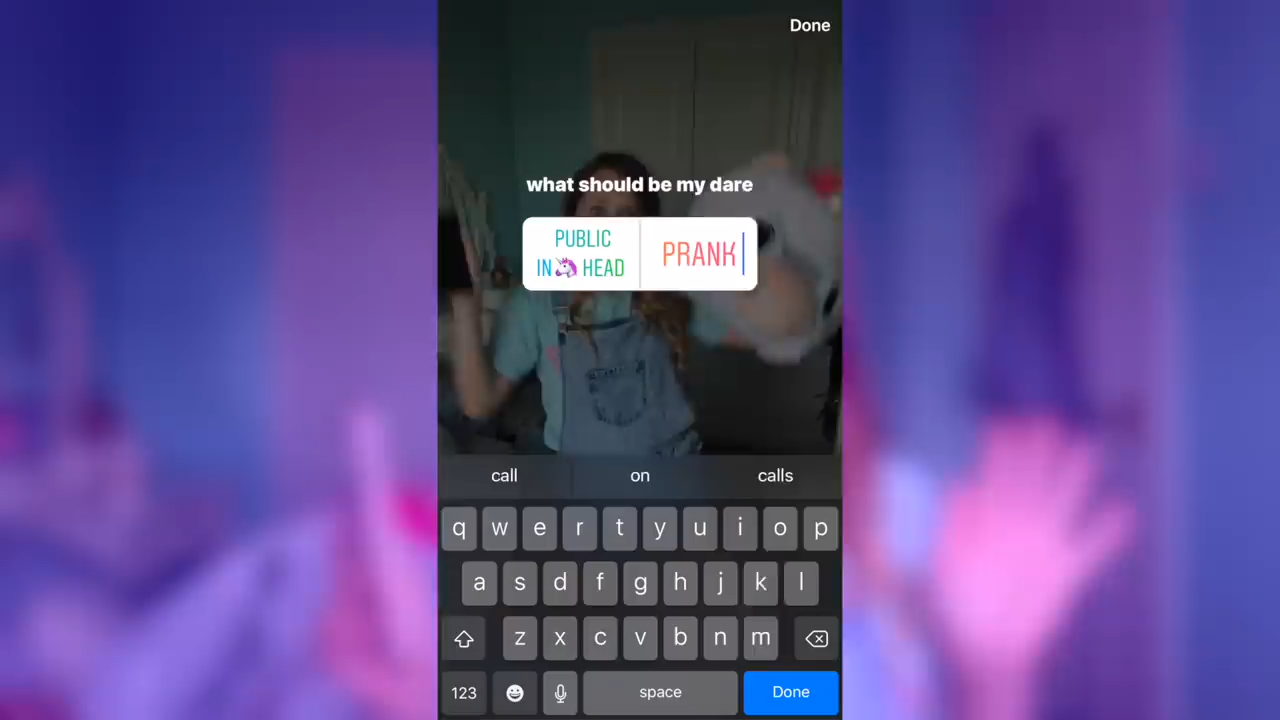 Done
what should be my dare
PUBLIC
IN🦄 HEAD
PRANK
call on calls
q w e r t y u i o p
a s d f g h j k l
z x c v b n m
123 space Done